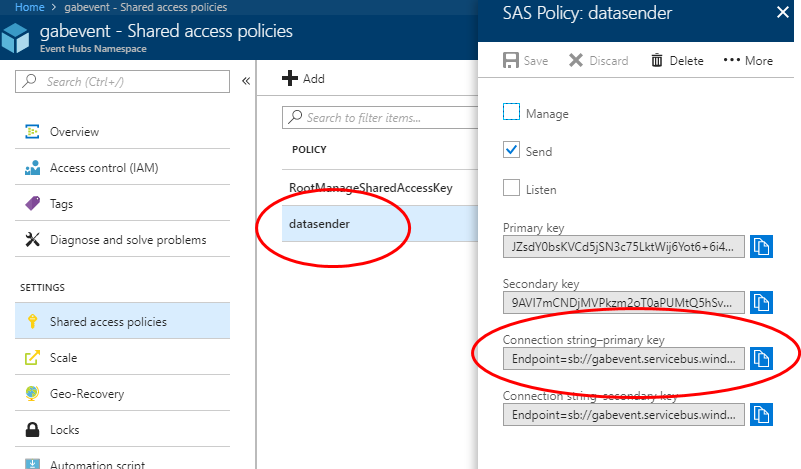 Home > gabevent - Shared access policies
gabevent - Shared access policies
Event Hubs Namespace
Search (Ctrl+/)
«
Overview
Access control (IAM)
Tags
Diagnose and solve problems
SETTINGS
Shared access policies
Scale
Geo-Recovery
Locks
Automation script
Add
Search to filter items...
POLICY
RootManageSharedAccessKey
datasender
SAS Policy: datasender
Save Discard Delete ••• More
Manage
Send
Listen
Primary key
JZsdY0bsKVCd5jSN3c75LktWij6Yot6+6i4...
Secondary key
9AVI7mCNDjMVPkzm2oT0aPUMtQ5hSv...
Connection string–primary key
Endpoint=sb://gabevent.servicebus.wind...
Connection string–secondary key
Endpoint=sb://gabevent.servicebus.wind...